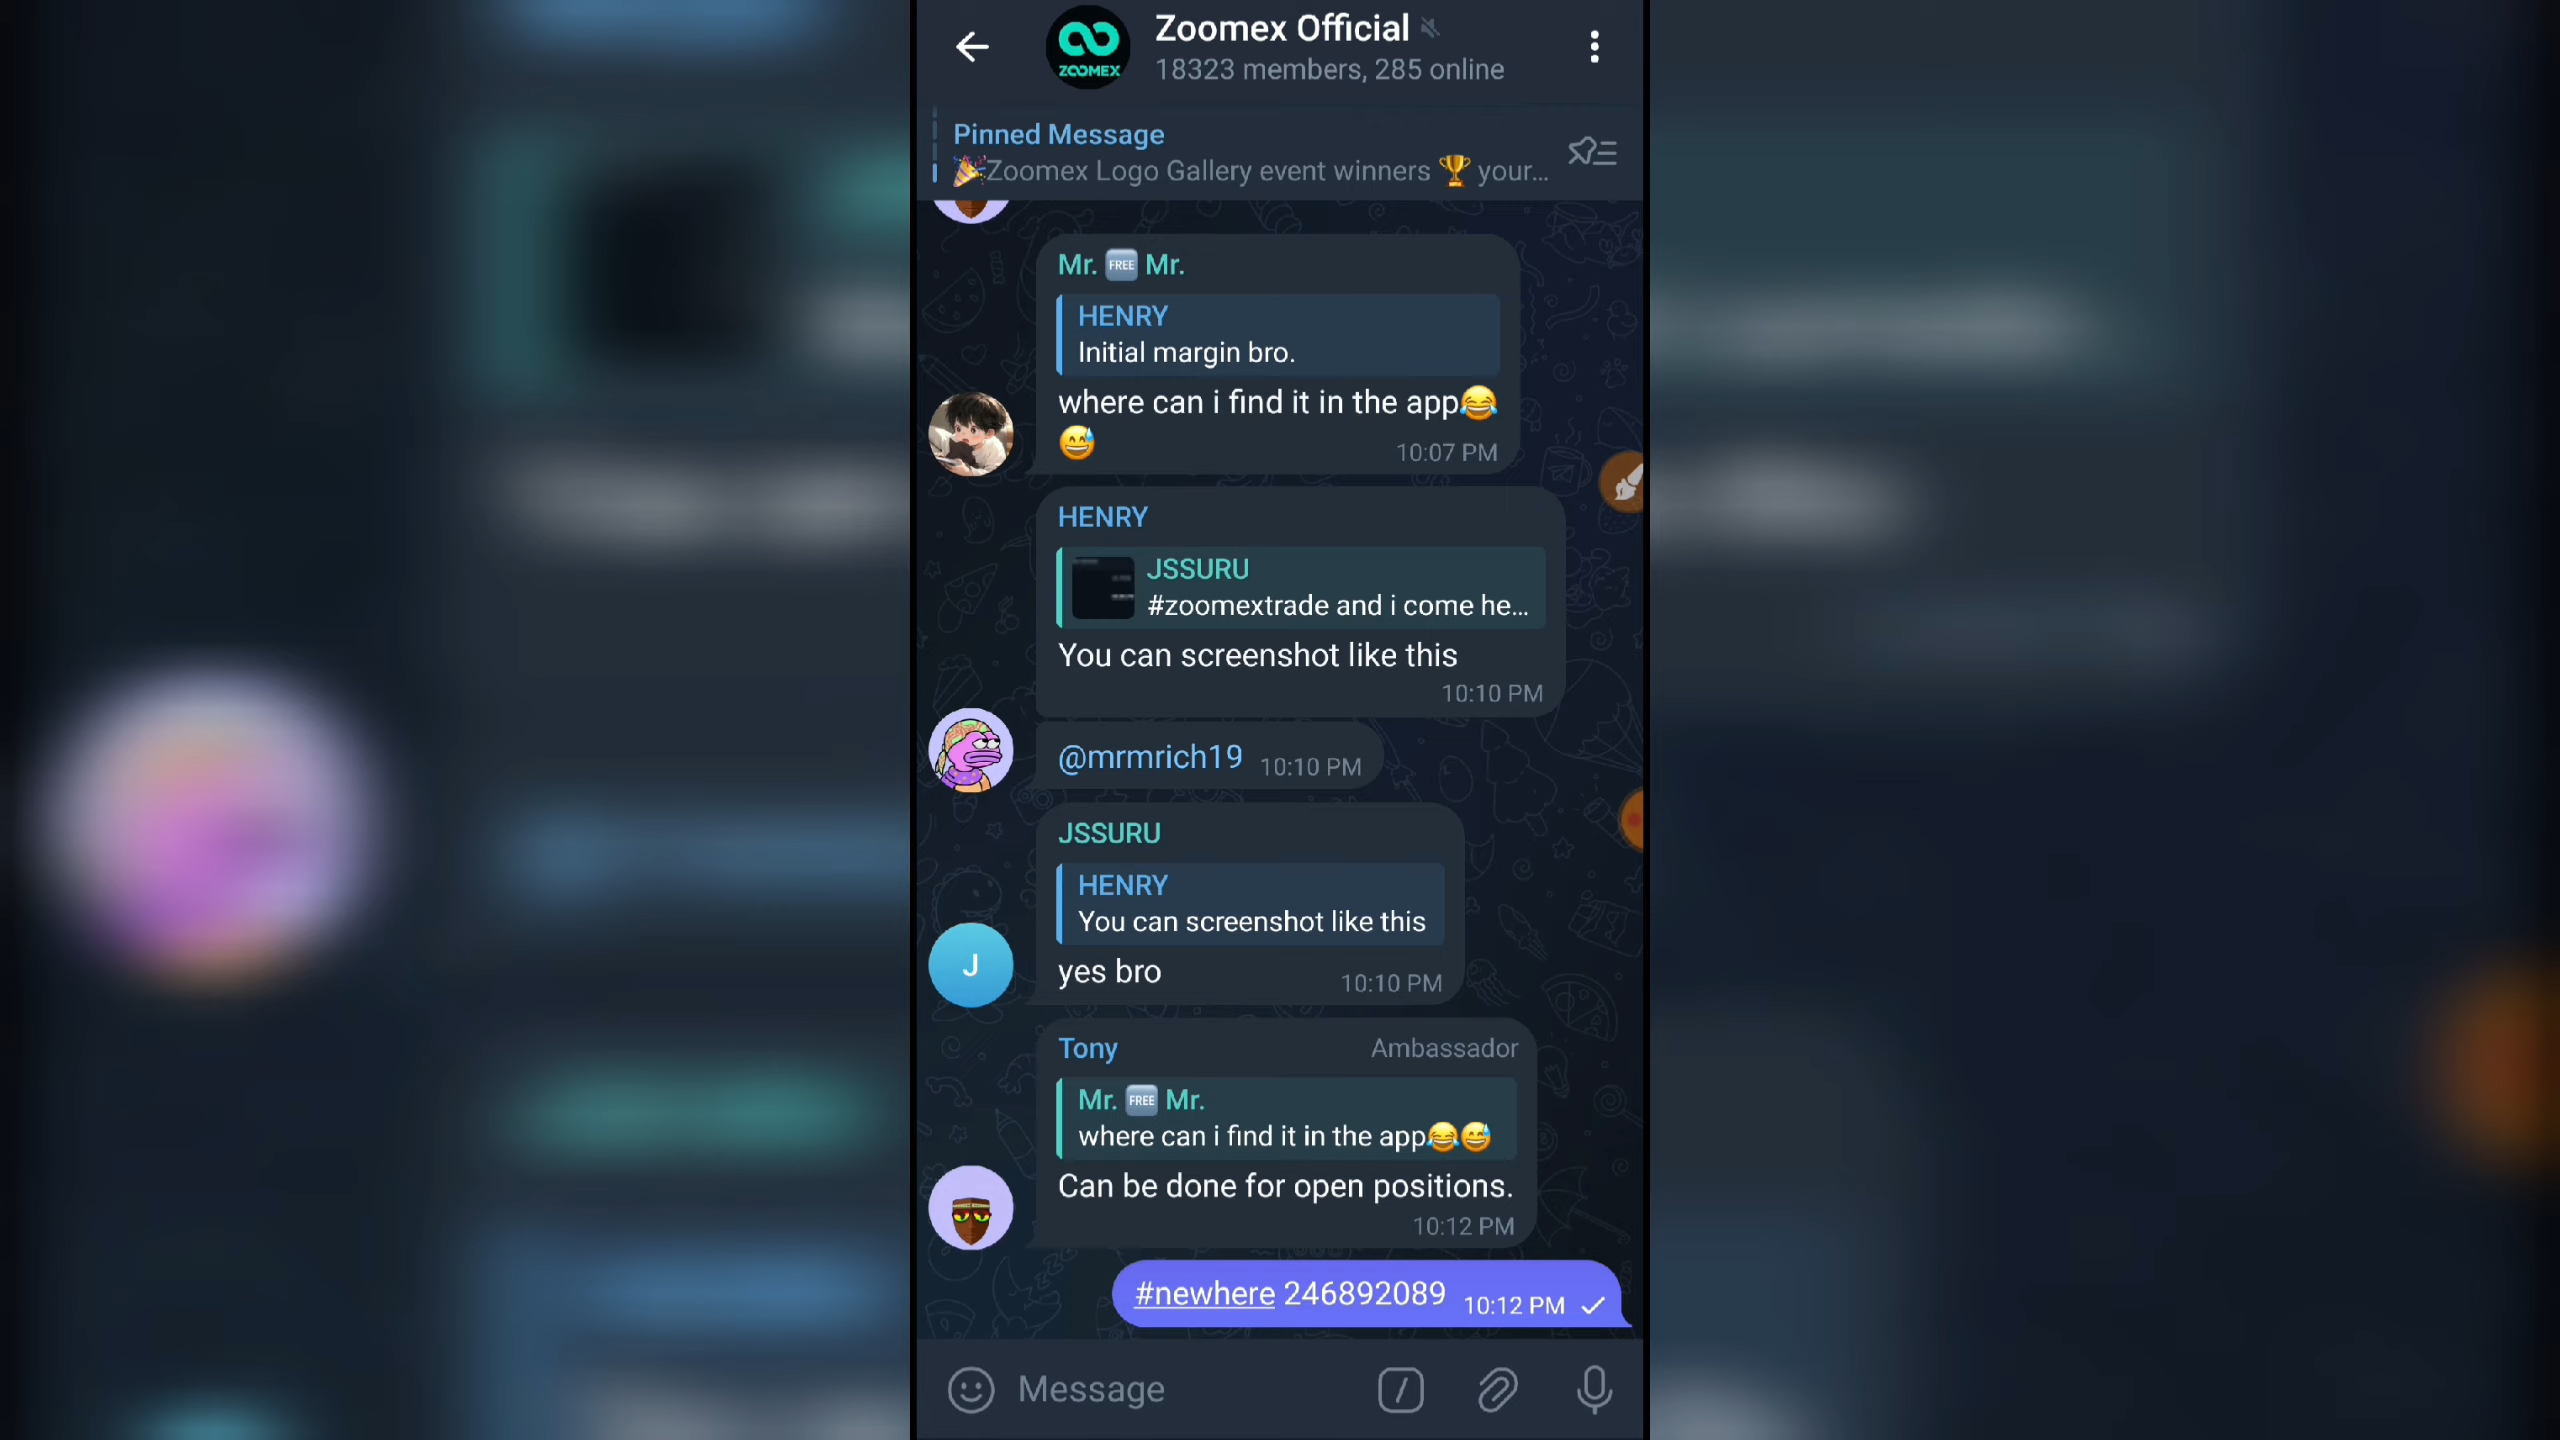 Zoomex Official
ZOOMEX
18323 members, 285 online
Pinned Message
🎉Zoomex Logo Gallery event winners 🏆 your...
Mr. 🆓 Mr.
HENRY
Initial margin bro.
where can i find it in the app😂
😅
10:07 PM
HENRY
JSSURU
#zoomextrade and i come he...
You can screenshot like this
10:10 PM
@mrmrich19 10:10 PM
JSSURU
HENRY
You can screenshot like this
yes bro 10:10 PM
J
Tony Ambassador
Mr. 🆓 Mr.
where can i find it in the app😂😅
Can be done for open positions.
10:12 PM
#newhere 246892089 10:12 PM
Message